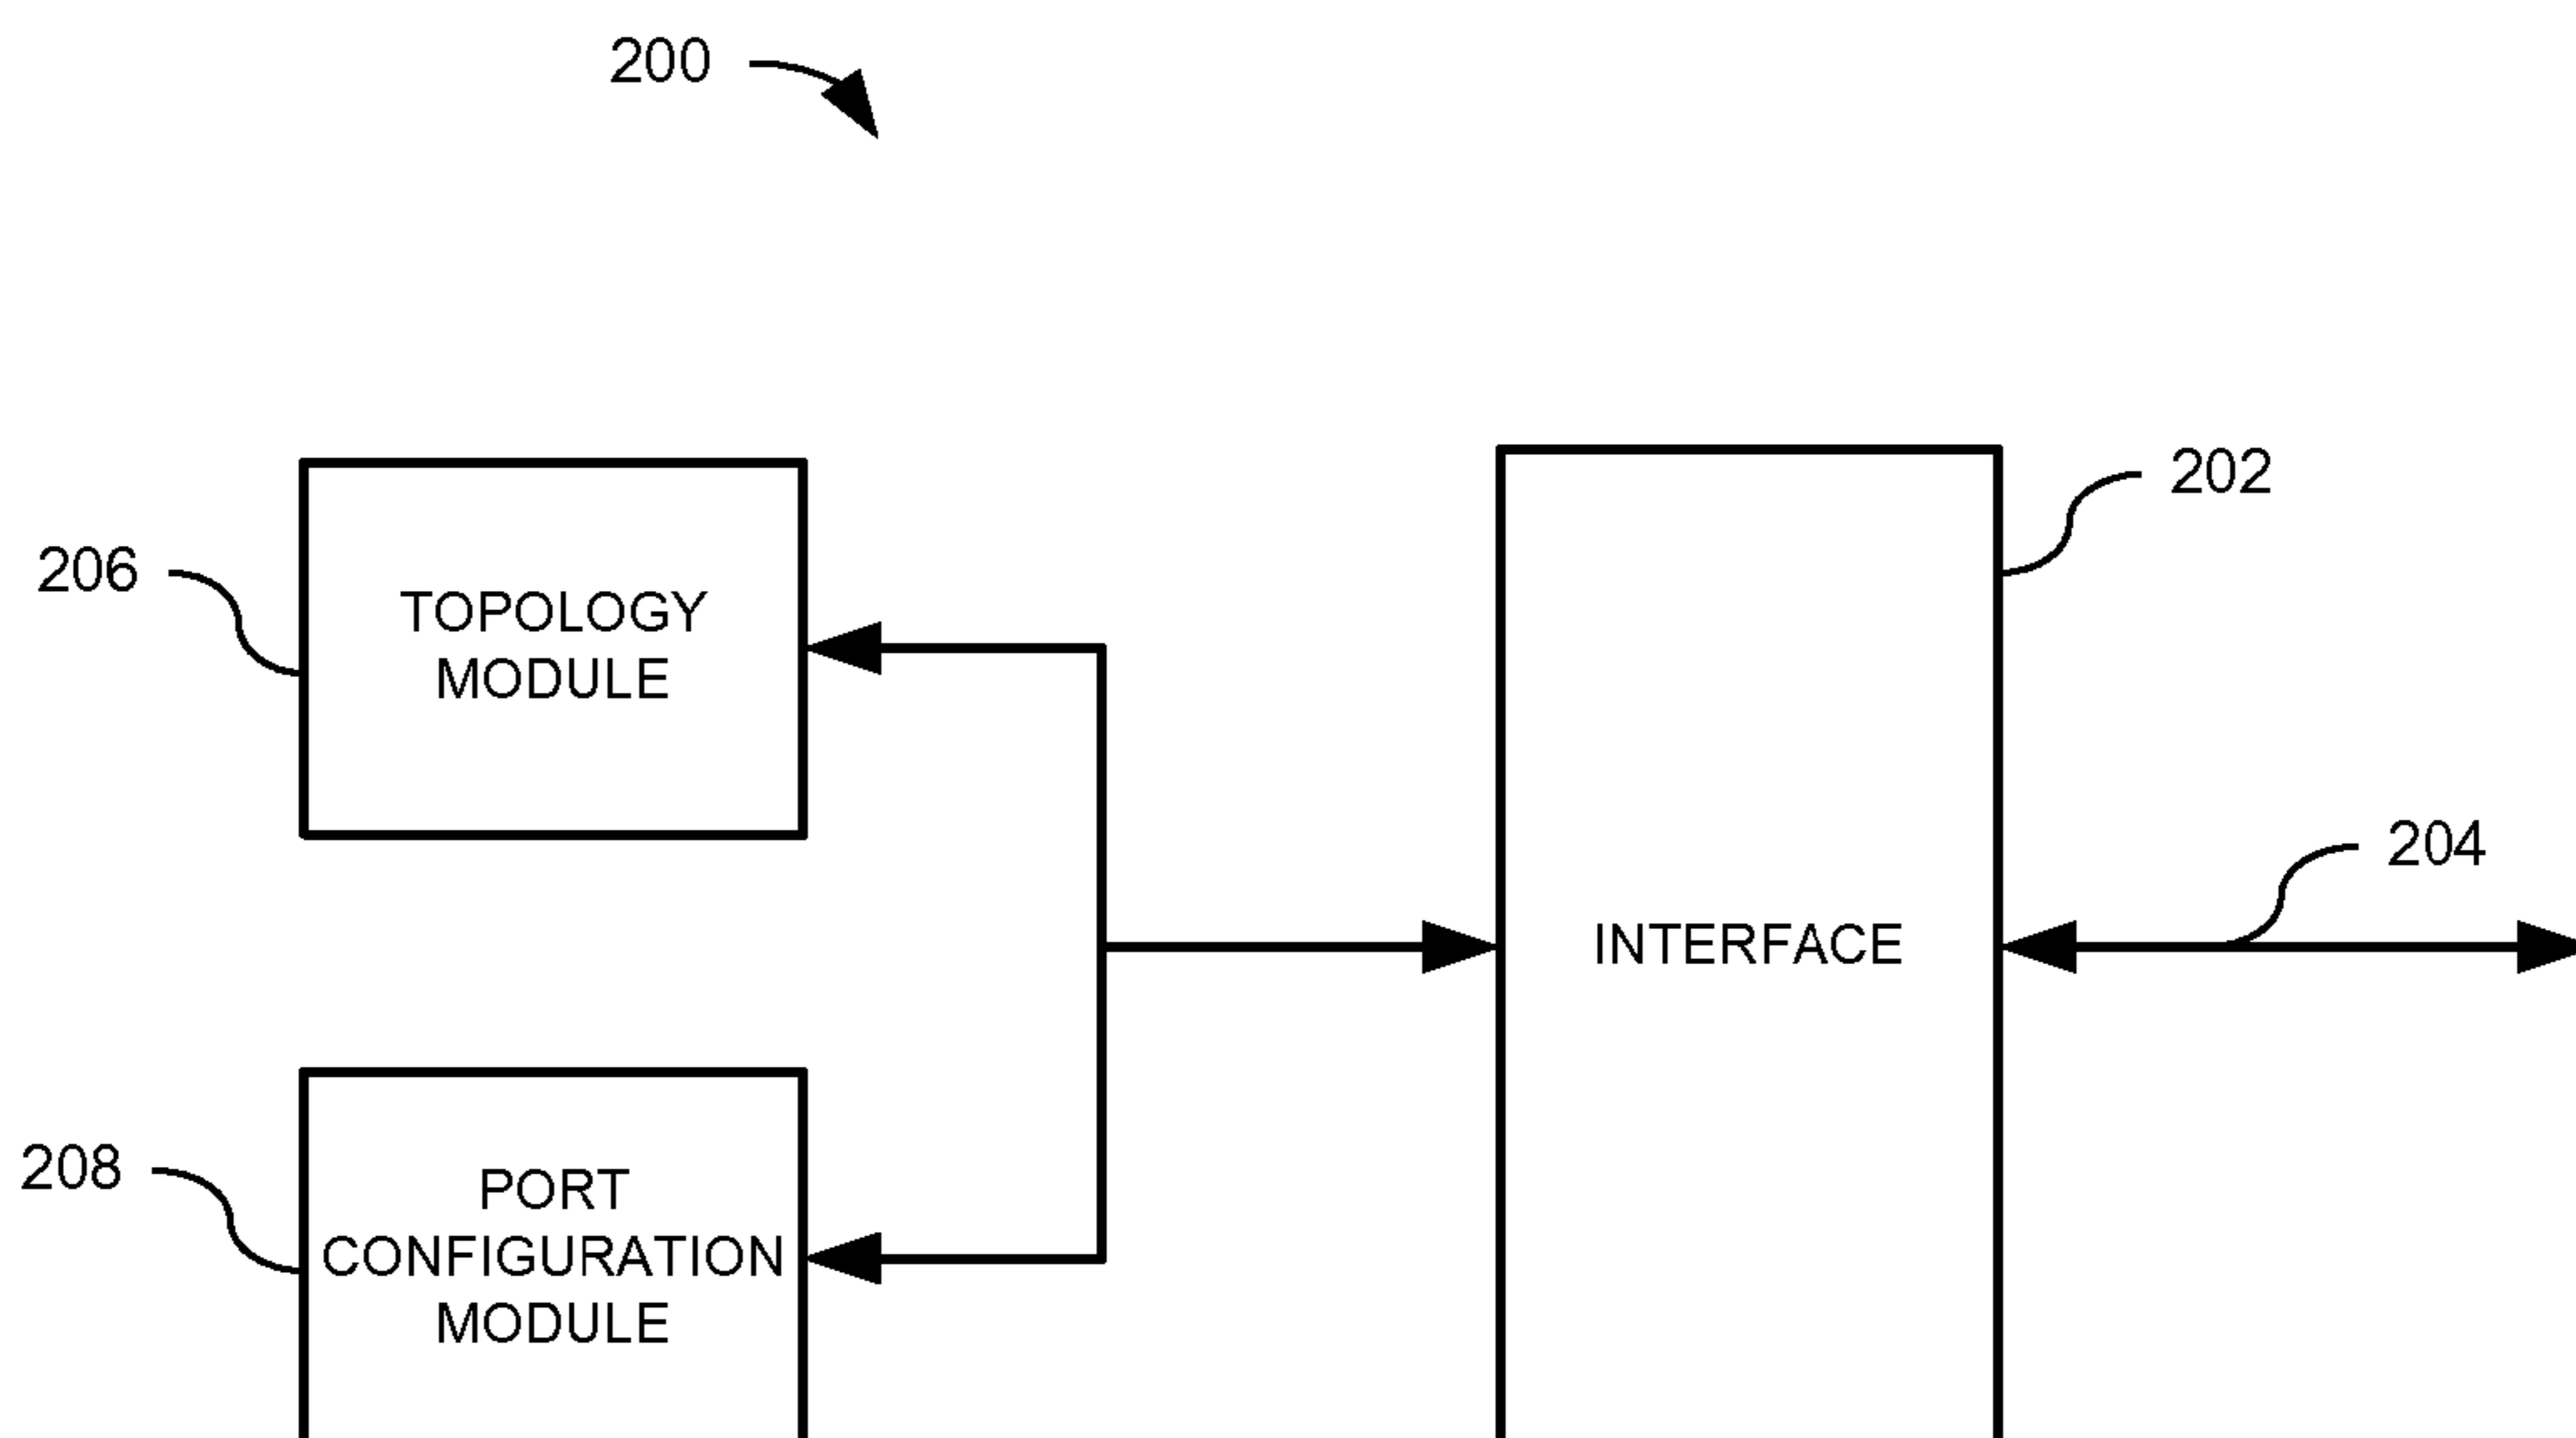 200
202
206
TOPOLOGY
MODULE
204
INTERFACE
208
PORT
CONFIGURATION
MODULE